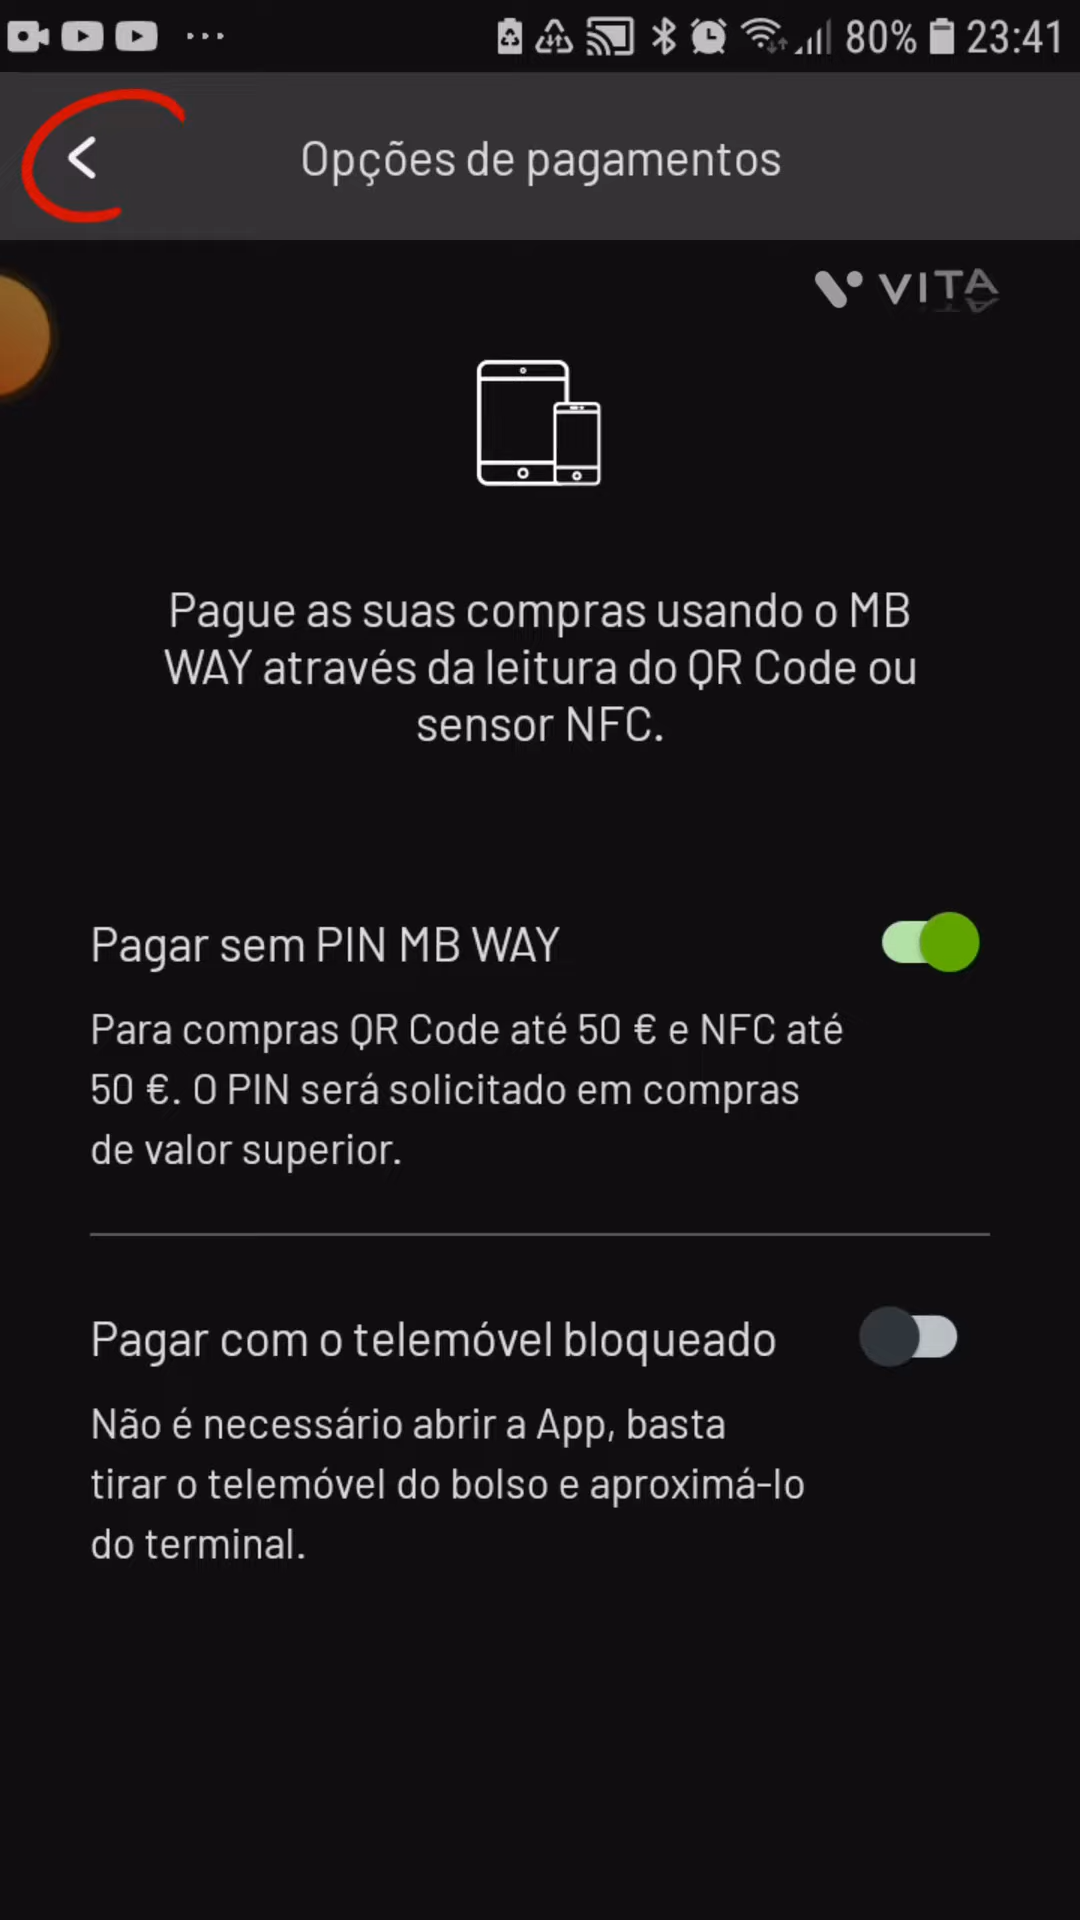 80% 23:41
Opções de pagamentos
VITA
Pague as suas compras usando o MB
WAY através da leitura do QR Code ou
sensor NFC.
Pagar sem PIN MB WAY
Para compras QR Code até 50 € e NFC até
50 €. O PIN será solicitado em compras
de valor superior.
Pagar com o telemóvel bloqueado
Não é necessário abrir a App, basta
tirar o telemóvel do bolso e aproximá-lo
do terminal.